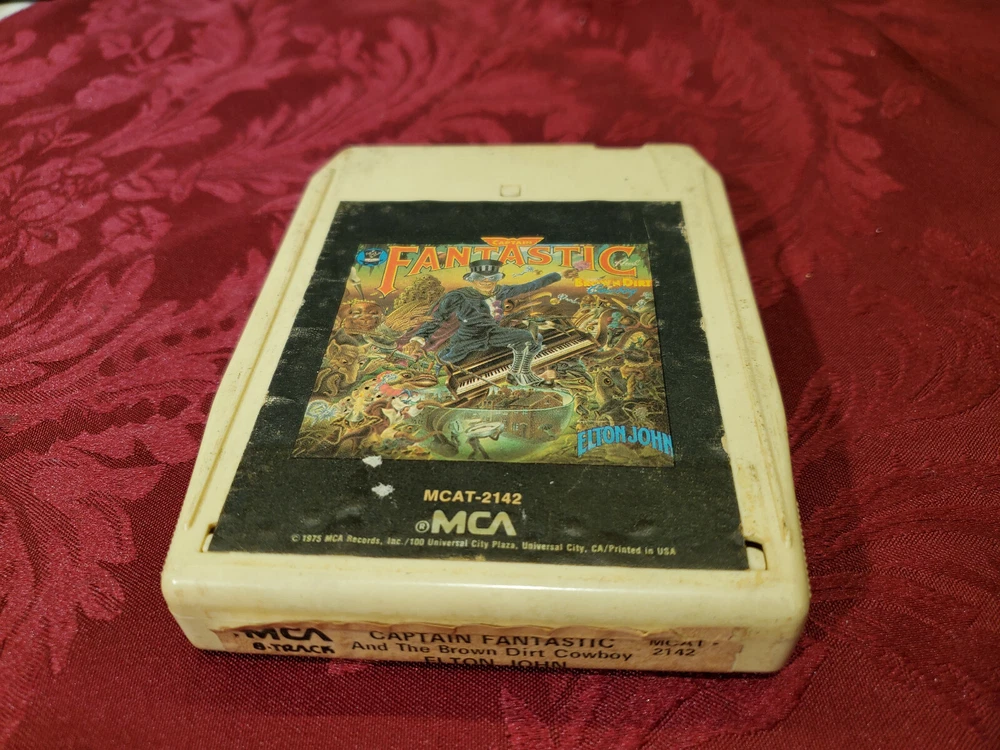 CAPTAIN
FANTASTIC
BROWN DIRT
ELTON JOHN
MCAT-2142
®MCA
© 1975 MCA Records, Inc./100 Universal City Plaza, Universal City, CA/Printed in USA
MCA CAPTAIN FANTASTIC MCAT-
8-TRACK And The Brown Dirt Cowboy 2142
ELTON JOHN